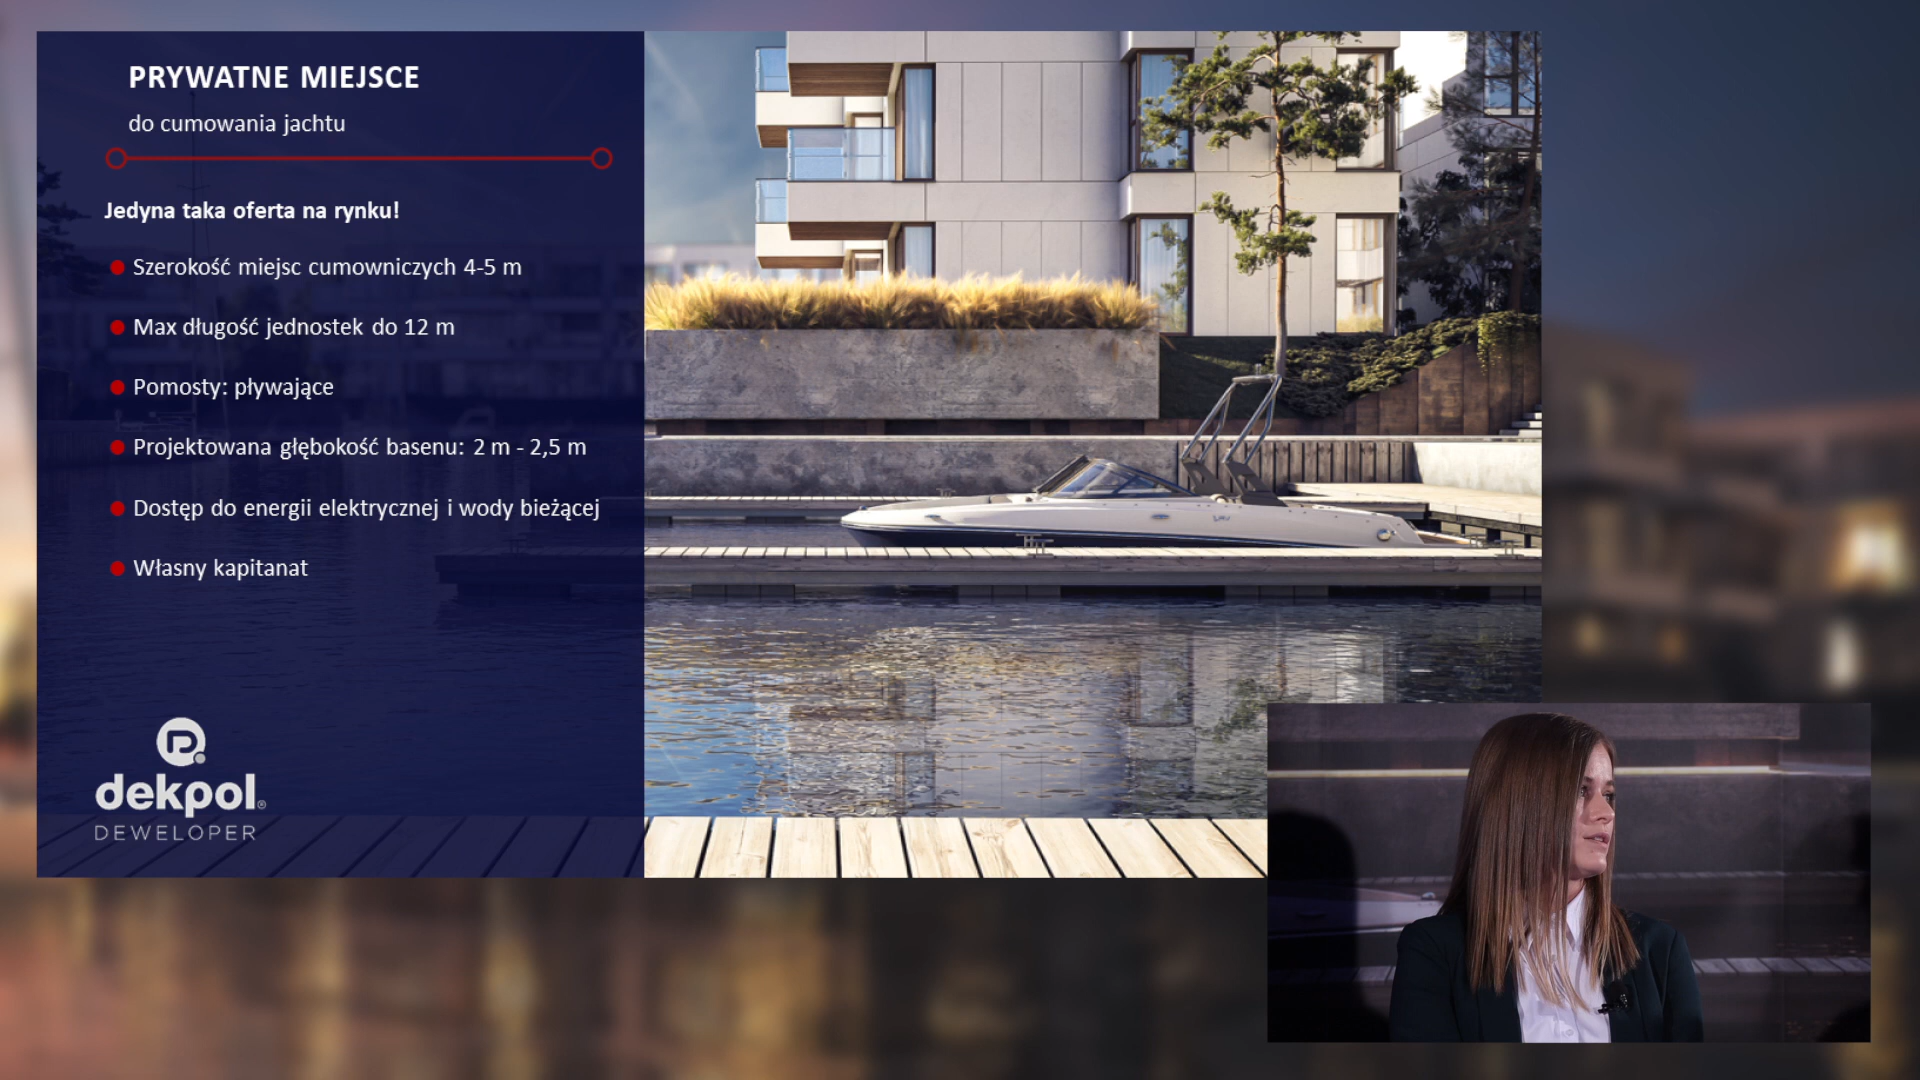 PRYWATNE MIEJSCE
do cumowania jachtu
Jedyna taka oferta na rynku!
Szerokość miejsc cumowniczych 4-5 m
Max długość jednostek do 12 m
Pomosty: pływające
Projektowana głębokość basenu: 2 m - 2,5 m
Dostęp do energii elektrycznej i wody bieżącej
Własny kapitanat
dekpol®
DEWELOPER